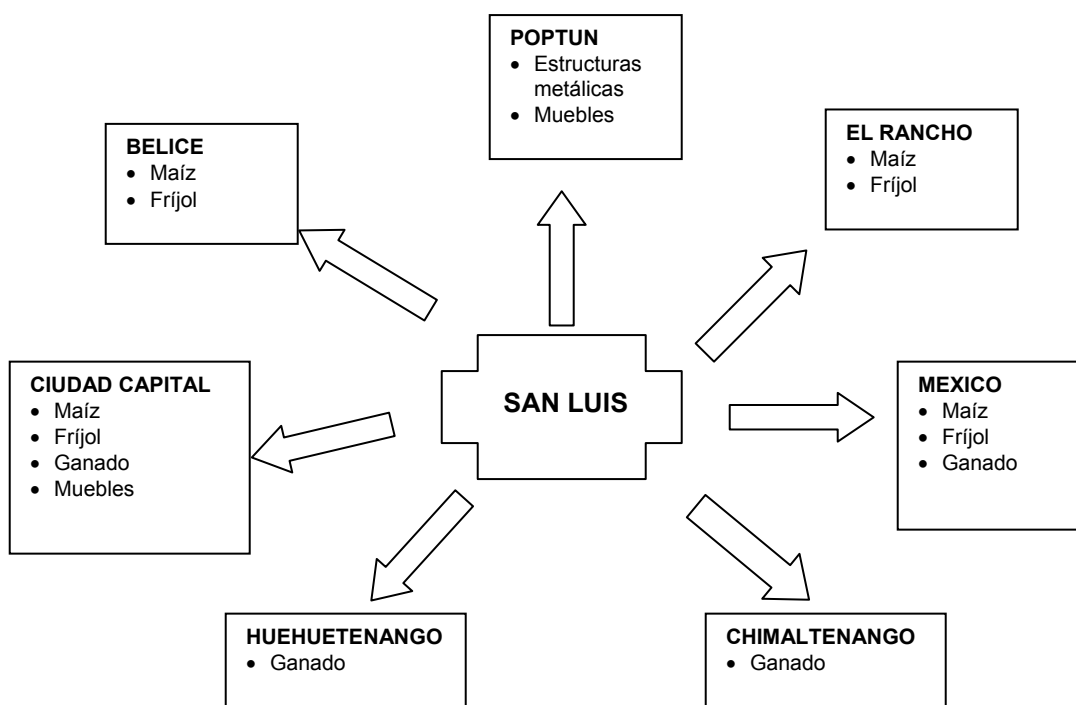 POPTUN
• Estructuras
metálicas
• Muebles
BELICE
• Maíz
• Fríjol
EL RANCHO
• Maíz
• Fríjol
SAN LUIS
CIUDAD CAPITAL
• Maíz
• Fríjol
• Ganado
• Muebles
MEXICO
• Maíz
• Fríjol
• Ganado
HUEHUETENANGO
• Ganado
CHIMALTENANGO
• Ganado